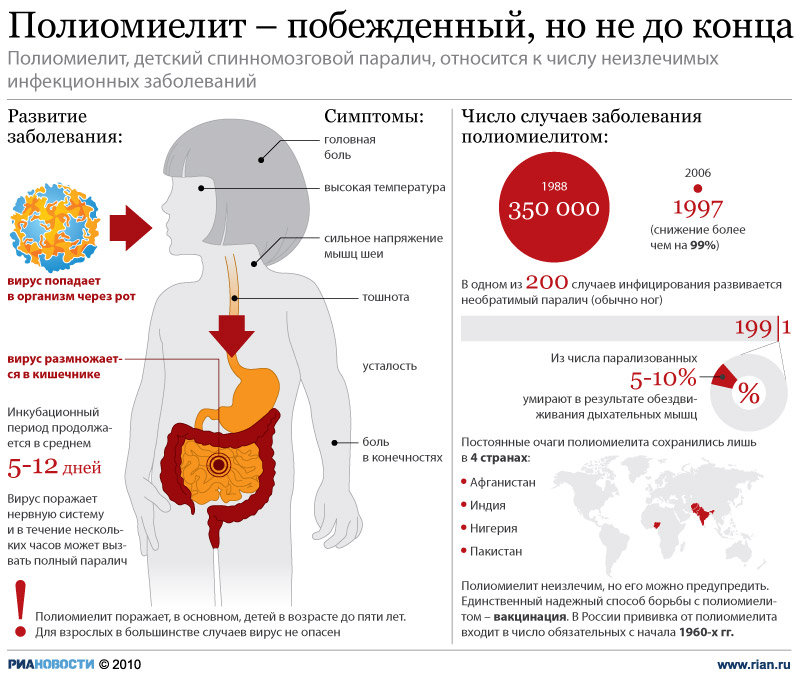 Полиомиелит – побежденный, но не до конца
Полиомиелит, детский спинномозговой паралич, относится к числу неизлечимых
инфекционных заболеваний
Развитие
заболевания:
вирус попадает
в организм через рот
вирус размножает-
ся в кишечнике
Инкубационный
период продолжа-
ется в среднем
5-12 дней
Вирус поражает
нервную систему
и в течение несколь-
ких часов может выз-
вать полный паралич
Симптомы:
головная
боль
высокая температура
сильное напряжение
мышц шеи
тошнота
усталость
боль
в конечностях
! Полиомиелит поражает, в основном, детей в возрасте до пяти лет.
Для взрослых в большинстве случаев вирус не опасен
Число случаев заболевания
полиомиелитом:
1988
350 000
2006
1997
(снижение более
чем на 99%)
В одном из 200 случаев инфицирования развивается
необратимый паралич (обычно ног)
199 1
Из числа парализованных
5-10%
умирают в результате обездви-
живания дыхательных мышц
%
Постоянные очаги полиомиелита сохранились лишь
в 4 странах:
Афганистан
Индия
Нигерия
Пакистан
Полиомиелит неизлечим, но его можно предупредить.
Единственный надежный способ борьбы с полиомиели-
том – вакцинация. В России прививка от полиомиелита
входит в число обязательных с начала 1960-х гг.
РИАНОВОСТИ © 2010
www.rian.ru